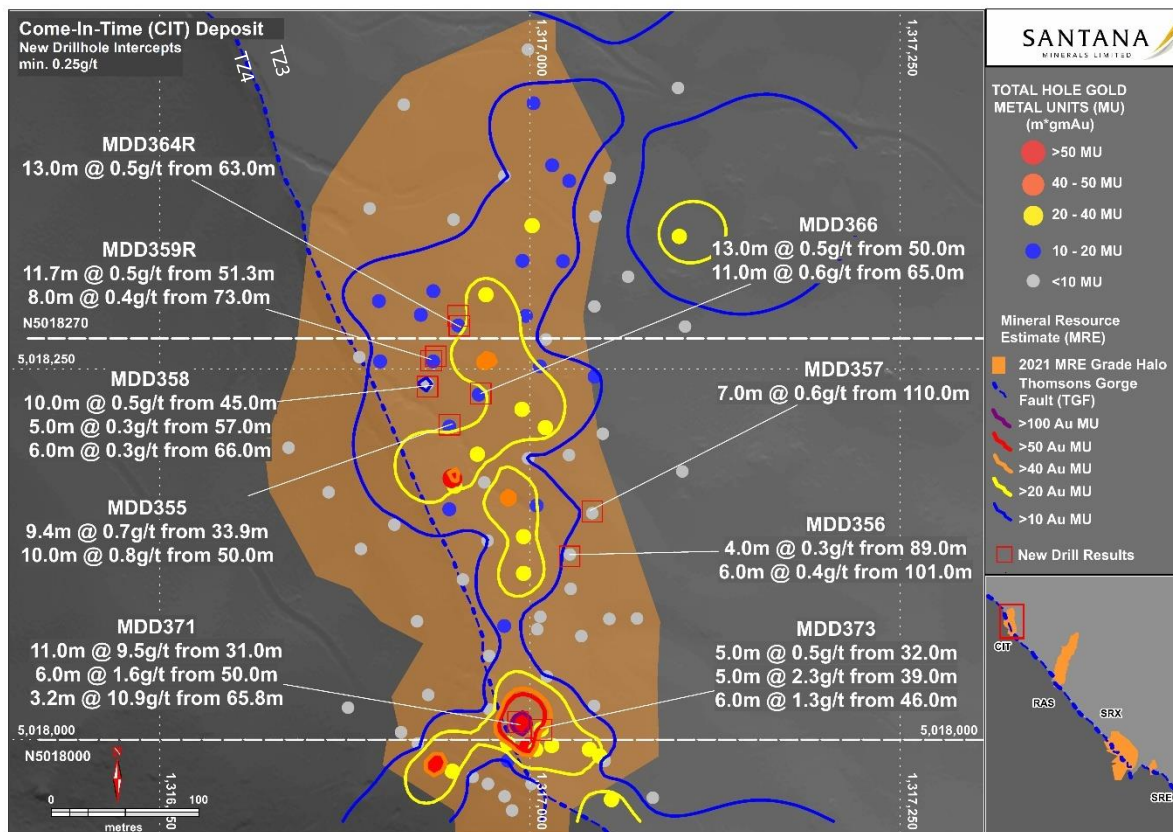 Come-In-Time (CIT) Deposit
New Drillhole Intercepts
min. 0.25g/t
TZ4
TZ3
1,317,000
1,317,250
MDD364R
13.0m @ 0.5g/t from 63.0m
MDD359R
11.7m @ 0.5g/t from 51.3m
8.0m @ 0.4g/t from 73.0m
MDD366
13.0m @ 0.5g/t from 50.0m
11.0m @ 0.6g/t from 65.0m
N5018270
5,018,250
MDD358
10.0m @ 0.5g/t from 45.0m
5.0m @ 0.3g/t from 57.0m
6.0m @ 0.3g/t from 66.0m
MDD357
7.0m @ 0.6g/t from 110.0m
MDD355
9.4m @ 0.7g/t from 33.9m
10.0m @ 0.8g/t from 50.0m
MDD356
4.0m @ 0.3g/t from 89.0m
6.0m @ 0.4g/t from 101.0m
MDD371
11.0m @ 9.5g/t from 31.0m
6.0m @ 1.6g/t from 50.0m
3.2m @ 10.9g/t from 65.8m
MDD373
5.0m @ 0.5g/t from 32.0m
5.0m @ 2.3g/t from 39.0m
6.0m @ 1.3g/t from 46.0m
5,018,000
5,018,000
N5018000
0 100
metres
1,317,000
1,317,250
SANTANA
MINERALS LIMITED
TOTAL HOLE GOLD
METAL UNITS (MU)
(m*gmAu)
>50 MU
40 - 50 MU
20 - 40 MU
10 - 20 MU
<10 MU
Mineral Resource
Estimate (MRE)
2021 MRE Grade Halo
Thomsons Gorge
Fault (TGF)
>100 Au MU
>50 Au MU
>40 Au MU
>20 Au MU
>10 Au MU
New Drill Results
CIT
RAS
SRX